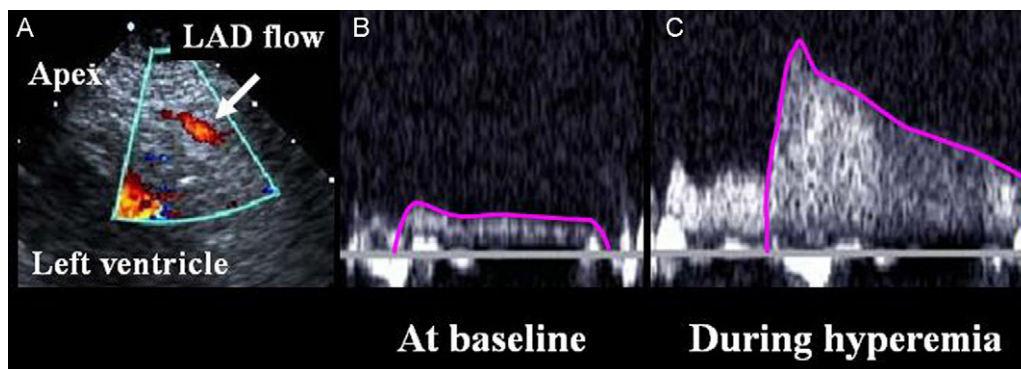 A
LAD flow
Apex
Left ventricle
B
At baseline
C
During hyperemia